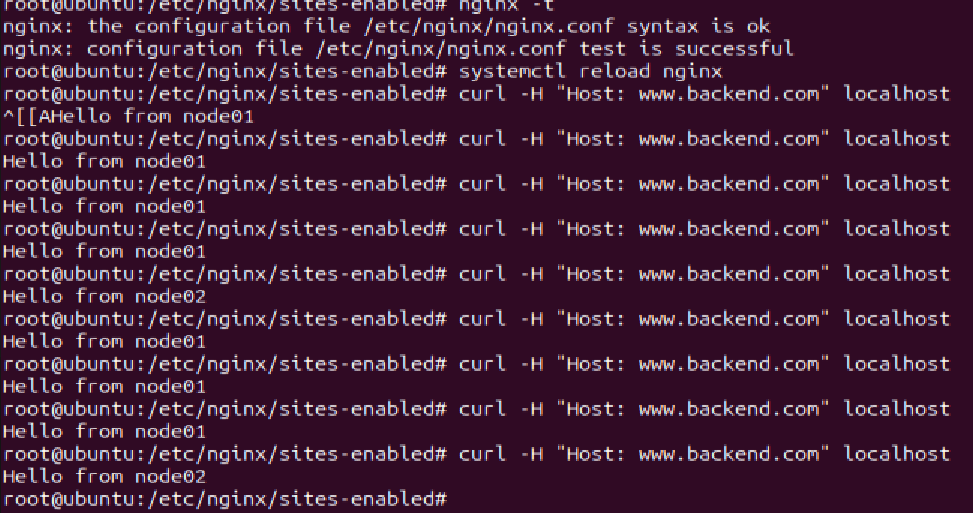 root@ubuntu:/etc/nginx/sites-enabled# nginx -t
nginx: the configuration file /etc/nginx/nginx.conf syntax is ok
nginx: configuration file /etc/nginx/nginx.conf test is successful
root@ubuntu:/etc/nginx/sites-enabled# systemctl reload nginx
root@ubuntu:/etc/nginx/sites-enabled# curl -H "Host: www.backend.com" localhost
^[[AHello from node01
root@ubuntu:/etc/nginx/sites-enabled# curl -H "Host: www.backend.com" localhost
Hello from node01
root@ubuntu:/etc/nginx/sites-enabled# curl -H "Host: www.backend.com" localhost
Hello from node01
root@ubuntu:/etc/nginx/sites-enabled# curl -H "Host: www.backend.com" localhost
Hello from node01
root@ubuntu:/etc/nginx/sites-enabled# curl -H "Host: www.backend.com" localhost
Hello from node02
root@ubuntu:/etc/nginx/sites-enabled# curl -H "Host: www.backend.com" localhost
Hello from node01
root@ubuntu:/etc/nginx/sites-enabled# curl -H "Host: www.backend.com" localhost
Hello from node01
root@ubuntu:/etc/nginx/sites-enabled# curl -H "Host: www.backend.com" localhost
Hello from node01
root@ubuntu:/etc/nginx/sites-enabled# curl -H "Host: www.backend.com" localhost
Hello from node02
root@ubuntu:/etc/nginx/sites-enabled#